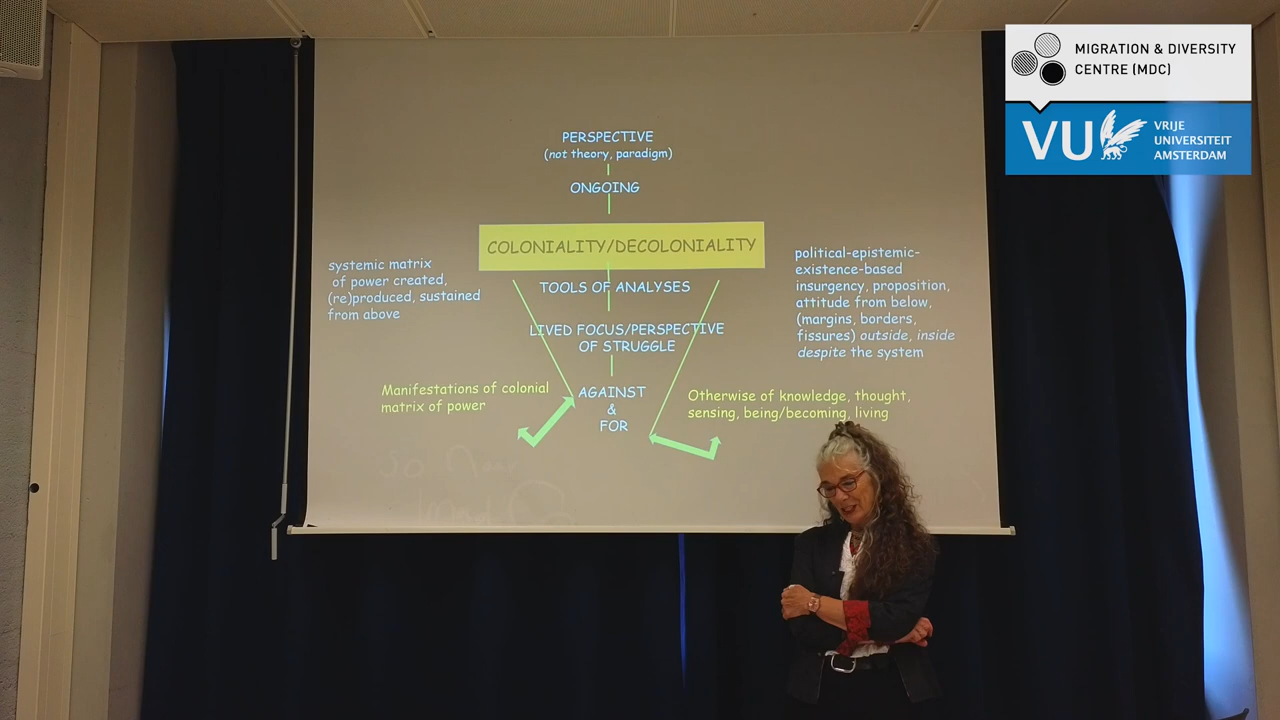 MIGRATION & DIVERSITY
CENTRE (MDC)
VU
VRIJE
UNIVERSITEIT
AMSTERDAM
PERSPECTIVE
(not theory, paradigm)
ONGOING
COLONIALITY/DECOLONIALITY
systemic matrix
of power created,
(re)produced, sustained
from above
TOOLS OF ANALYSES
LIVED FOCUS/PERSPECTIVE
OF STRUGGLE
political-epistemic-
existence-based
insurgency, proposition,
attitude from below,
(margins, borders,
fissures) outside, inside
despite the system
Manifestations of colonial
matrix of power
AGAINST
&
FOR
Otherwise of knowledge, thought,
sensing, being/becoming, living